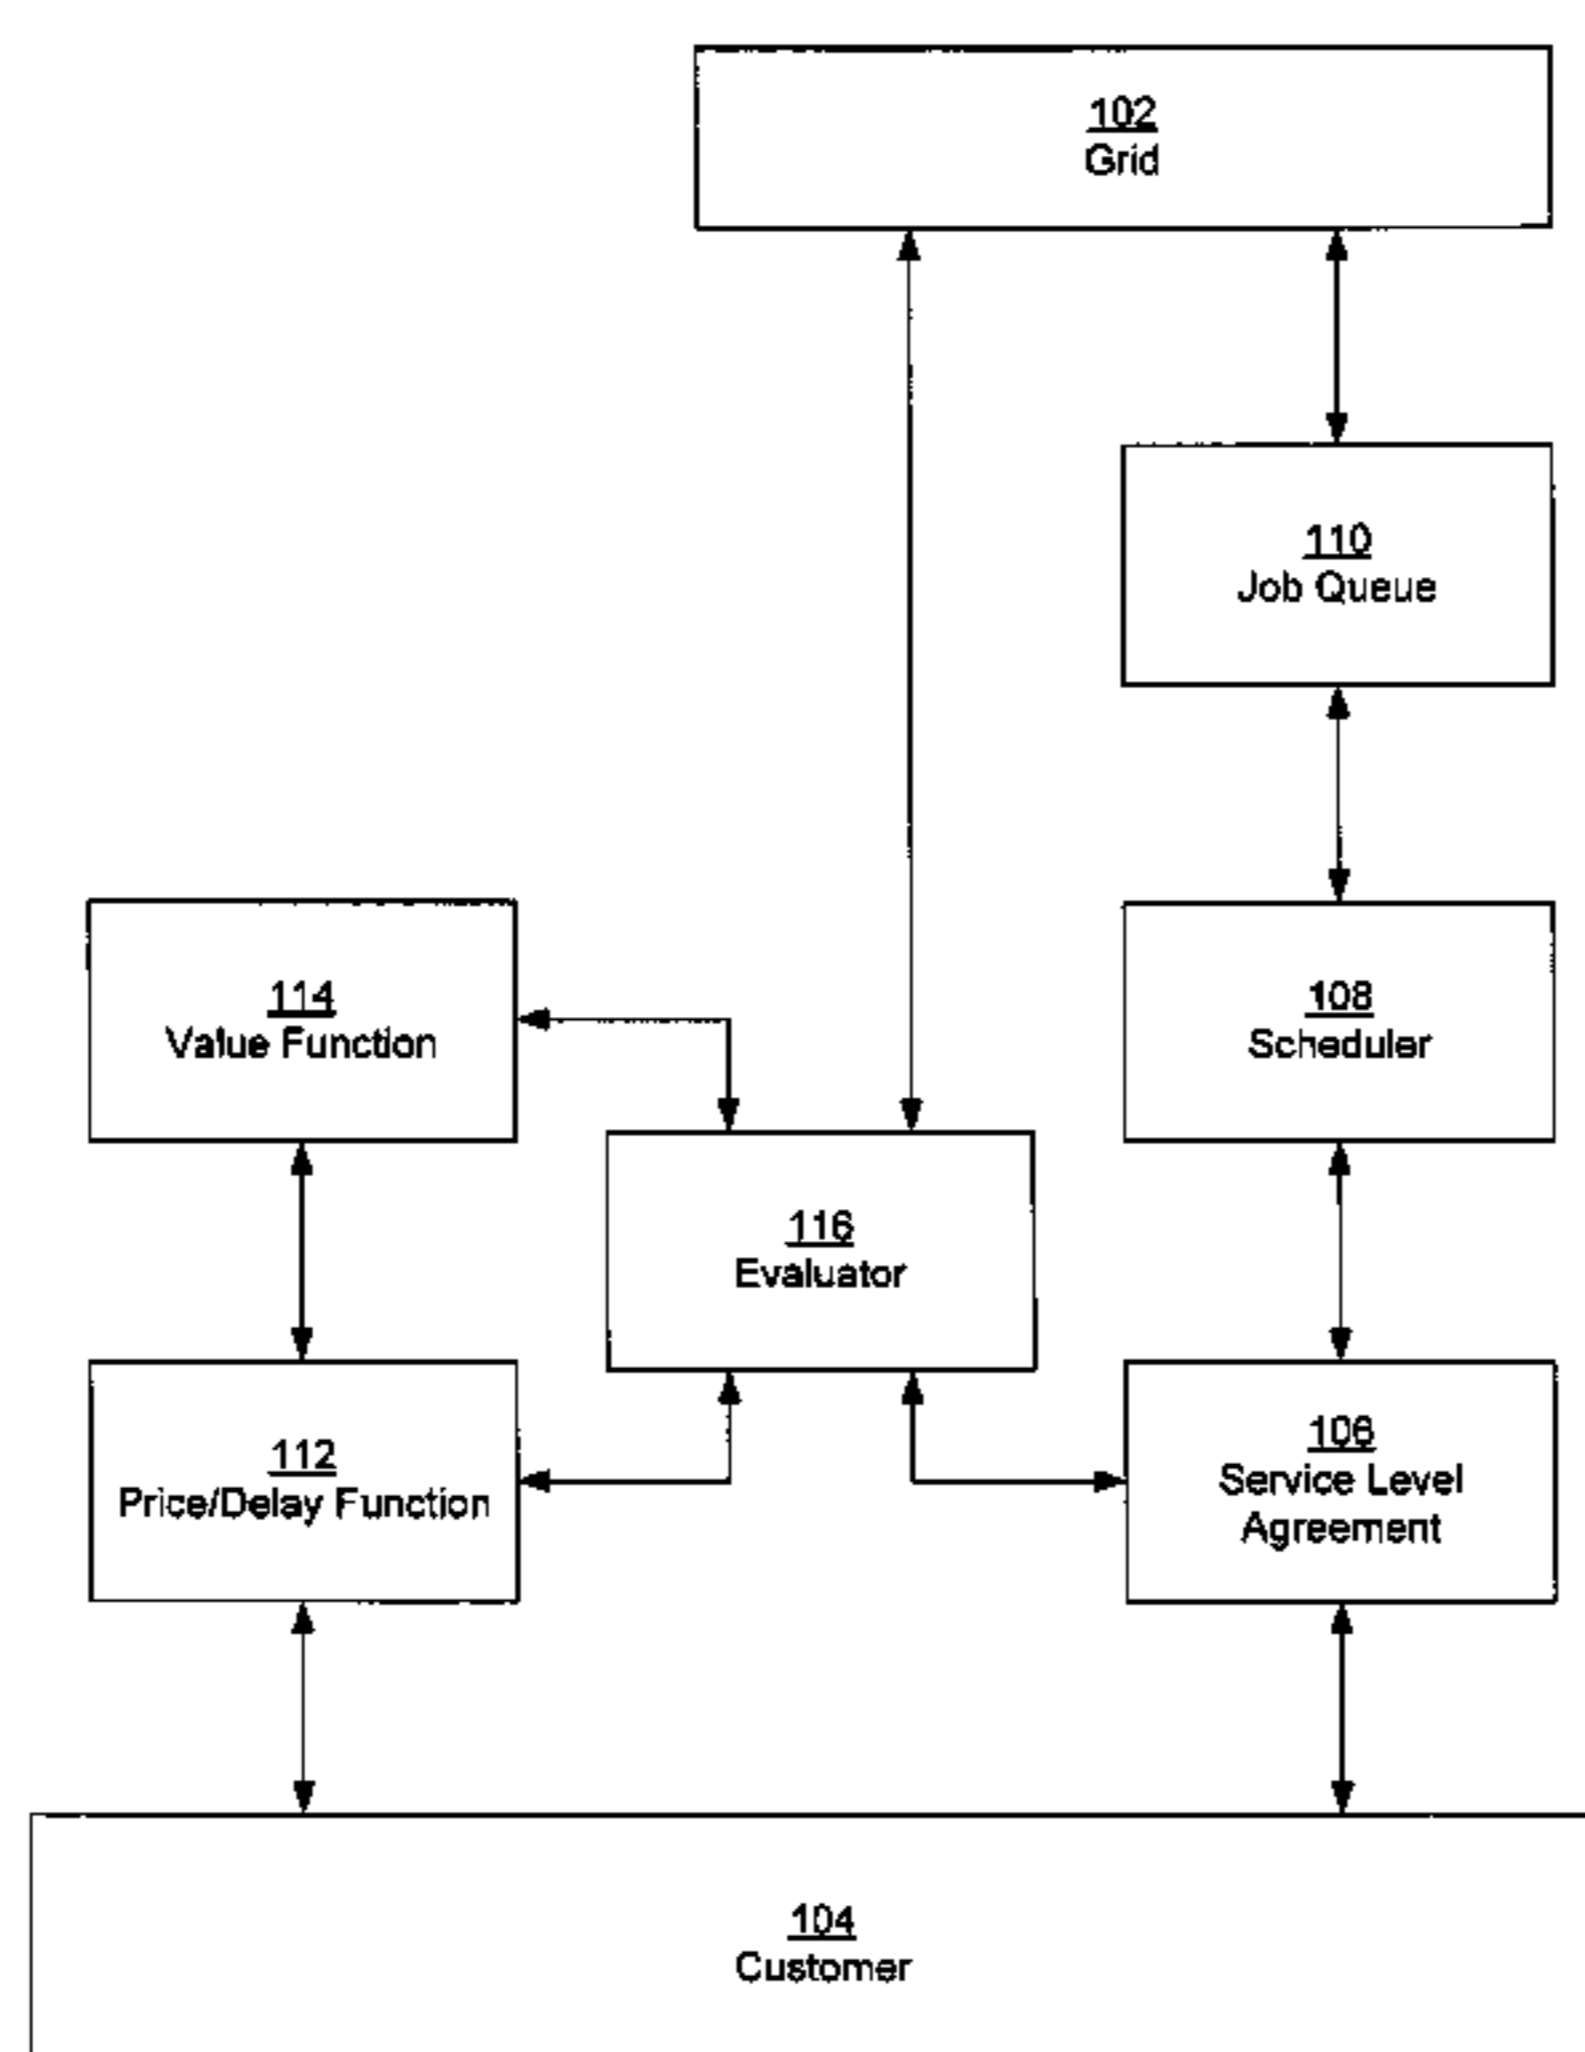 102
Grid
110
Job Queue
114
Value Function
108
Scheduler
116
Evaluator
112
Price/Delay Function
106
Service Level
Agreement
104
Customer